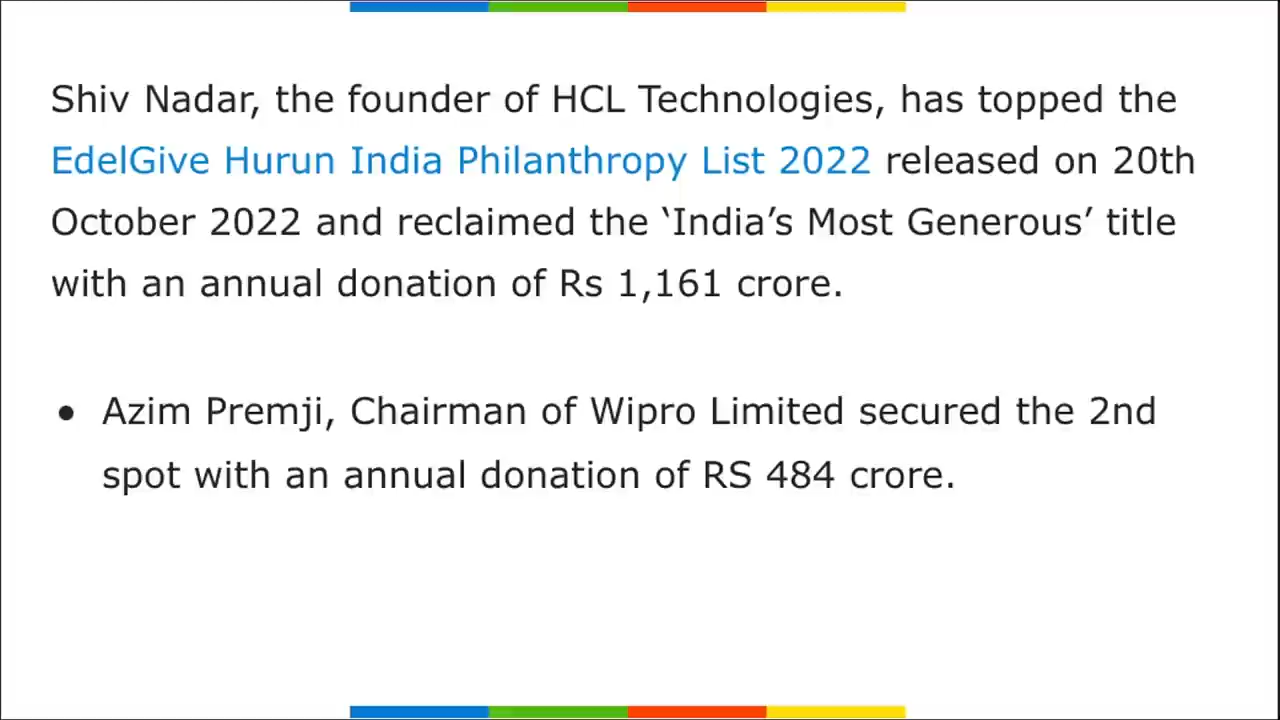 Shiv Nadar, the founder of HCL Technologies, has topped the
EdelGive Hurun India Philanthropy List 2022 released on 20th
October 2022 and reclaimed the ‘India’s Most Generous’ title
with an annual donation of Rs 1,161 crore.
● Azim Premji, Chairman of Wipro Limited secured the 2nd
spot with an annual donation of RS 484 crore.